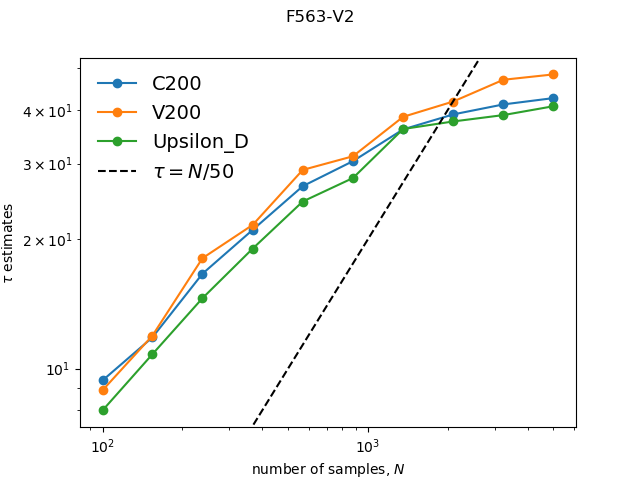 F563-V2
C200
V200
Upsilon_D
τ = N/50
4 × 10¹
3 × 10¹
2 × 10¹
10¹
τ estimates
10² 10³
number of samples, N